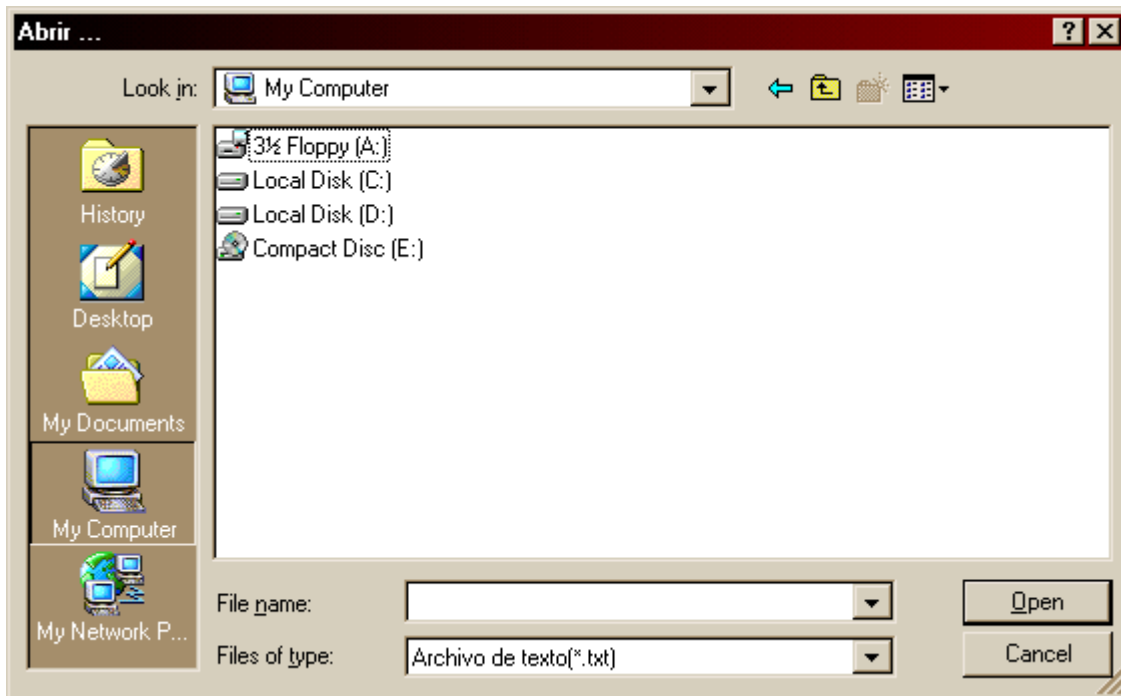 Abrir ...
Look in: My Computer
3½ Floppy (A:)
Local Disk (C:)
Local Disk (D:)
Compact Disc (E:)
History
Desktop
My Documents
My Computer
My Network P...
File name:
Open
Files of type: Archivo de texto(*.txt)
Cancel